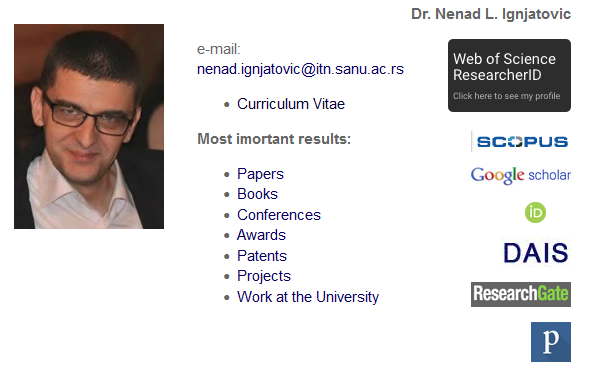 Dr. Nenad L. Ignjatovic
e-mail:
nenad.ignjatovic@itn.sanu.ac.rs
Curriculum Vitae
Most imortant results:
Papers
Books
Conferences
Awards
Patents
Projects
Work at the University
Web of Science
ResearcherID
Click here to see my profile
SCOPUS
Google scholar
iD
DAIS
ResearchGate
p